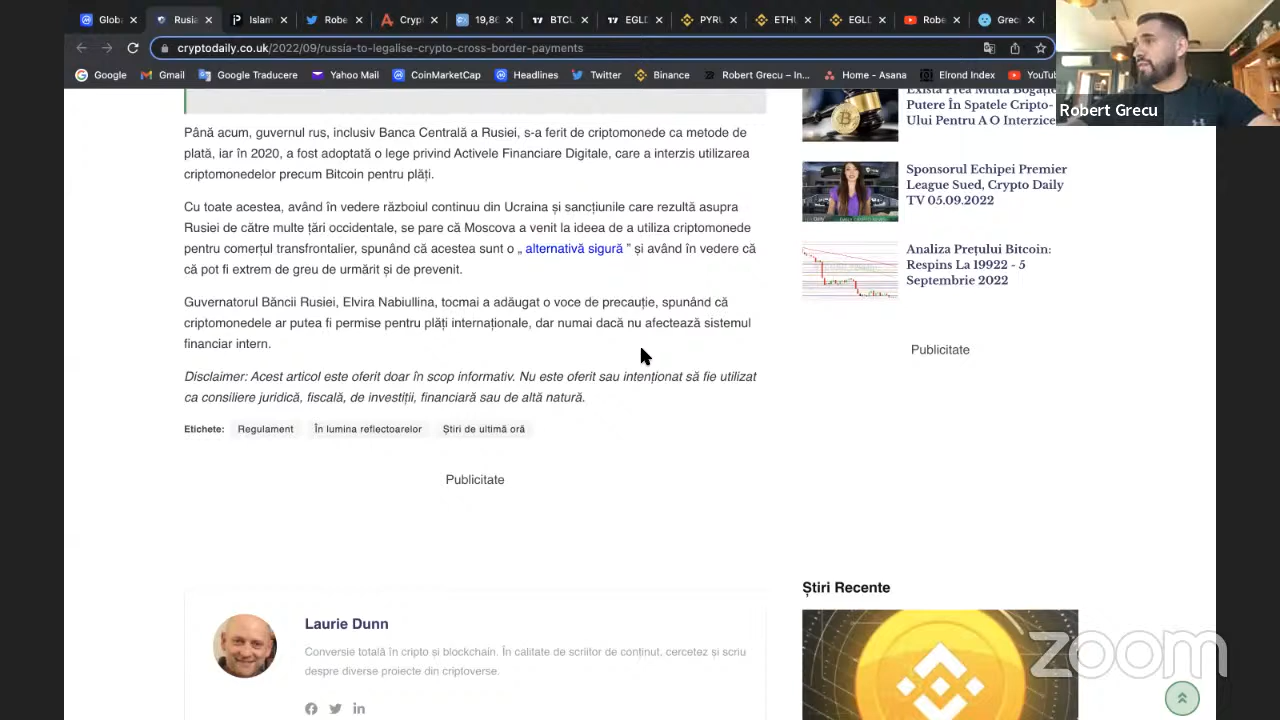 Globa
Rusia
Islam
Robe
Crypt
19,86
BTCU
EGLD
PYRU
ETHU
EGLD
Robe
Grecu
cryptodaily.co.uk/2022/09/russia-to-legalise-crypto-cross-border-payments
Google
Gmail
Google Traducere
Yahoo Mail
CoinMarketCap
Headlines
Twitter
Binance
Robert Grecu – In...
Home - Asana
Elrond Index
YouTu
Robert Grecu
Până acum, guvernul rus, inclusiv Banca Centrală a Rusiei, s-a ferit de criptomonede ca metode de
plată, iar în 2020, a fost adoptată o lege privind Activele Financiare Digitale, care a interzis utilizarea
criptomonedelor precum Bitcoin pentru plăți.
Cu toate acestea, având în vedere războiul continuu din Ucraina și sancțiunile care rezultă asupra
Rusiei de către multe țări occidentale, se pare că Moscova a venit la ideea de a utiliza criptomonede
pentru comerțul transfrontalier, spunând că acestea sunt o „ alternativă sigură ” și având în vedere că
că pot fi extrem de greu de urmărit și de prevenit.
Guvernatorul Băncii Rusiei, Elvira Nabiullina, tocmai a adăugat o voce de precauție, spunând că
criptomonedele ar putea fi permise pentru plăți internaționale, dar numai dacă nu afectează sistemul
financiar intern.
Disclaimer: Acest articol este oferit doar în scop informativ. Nu este oferit sau intenționat să fie utilizat
ca consiliere juridică, fiscală, de investiții, financiară sau de altă natură.
Etichete: Regulament În lumina reflectoarelor Știri de ultimă oră
Publicitate
Laurie Dunn
Conversie totală în cripto și blockchain. În calitate de scriitor de conținut, cercetez și scriu
despre diverse proiecte din criptoverse.
Există Prea Multă Bogație
Putere În Spatele Cripto-
Ului Pentru A O Interzice
Sponsorul Echipei Premier
League Sued, Crypto Daily
TV 05.09.2022
Analiza Prețului Bitcoin:
Respins La 19922 - 5
Septembrie 2022
Publicitate
Știri Recente
zoom